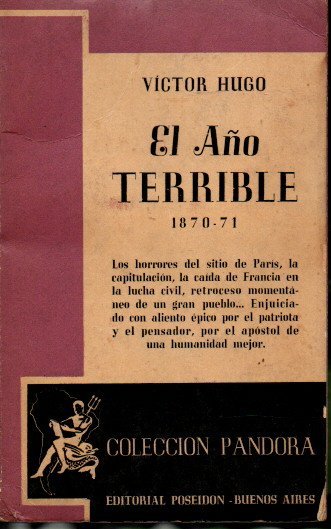 VÍCTOR HUGO
El Año
TERRIBLE
1870-71
Los horrores del sitio de París, la
capitulación, la caída de Francia en
la lucha civil, retroceso momentá-
neo de un gran pueblo... Enjuicia-
do con aliento épico por el patriota
y el pensador, por el apóstol de
una humanidad mejor.
COLECCION PANDORA
EDITORIAL POSEIDON - BUENOS AIRES